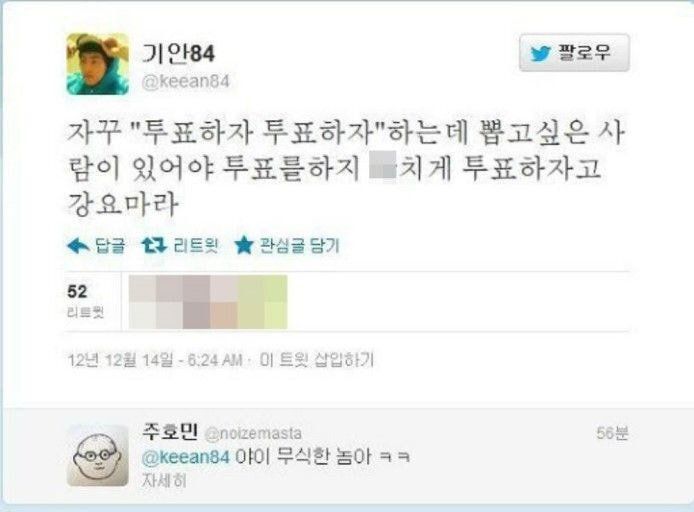 기안84
@keean84
팔로우
자꾸 "투표하자 투표하자"하는데 뽑고싶은 사
람이 있어야 투표를하지 치게 투표하자고
강요마라
답글 리트윗 관심글 담기
52
리트윗
12년 12월 14일 - 6:24 AM · 이 트윗 삽입하기
주호민 @noizemasta 56분
@keean84 야이 무식한 놈아 ㅋㅋ
자세히